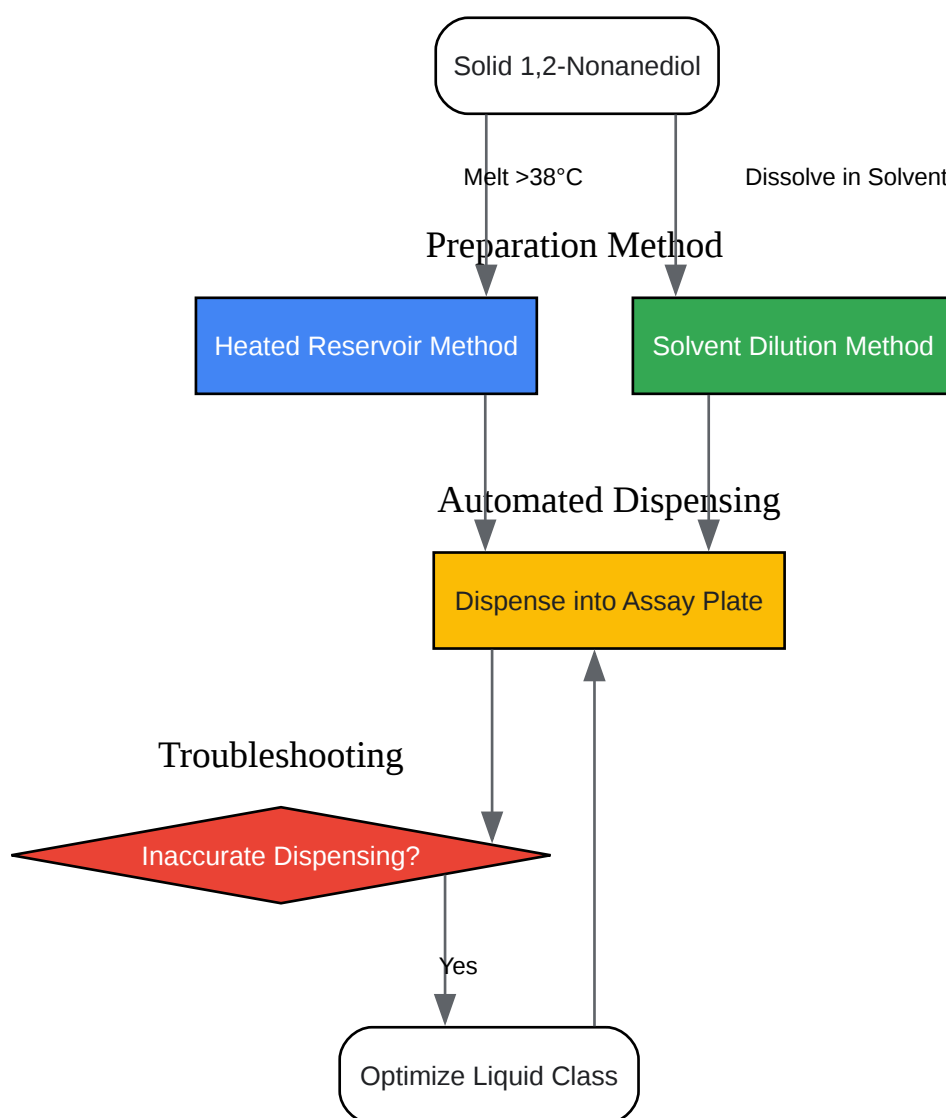 Solid 1,2-Nonanediol
Melt >38°C
Dissolve in Solvent
Preparation Method
Heated Reservoir Method
Solvent Dilution Method
Automated Dispensing
Dispense into Assay Plate
Troubleshooting
Inaccurate Dispensing?
Yes
Optimize Liquid Class